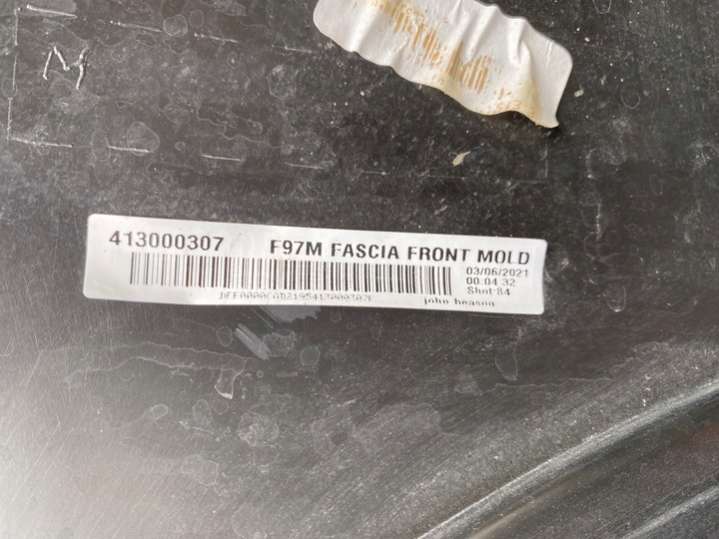 M
413000307 F97M FASCIA FRONT MOLD
03/06/2021
00:04:32
Shot:84
john beason